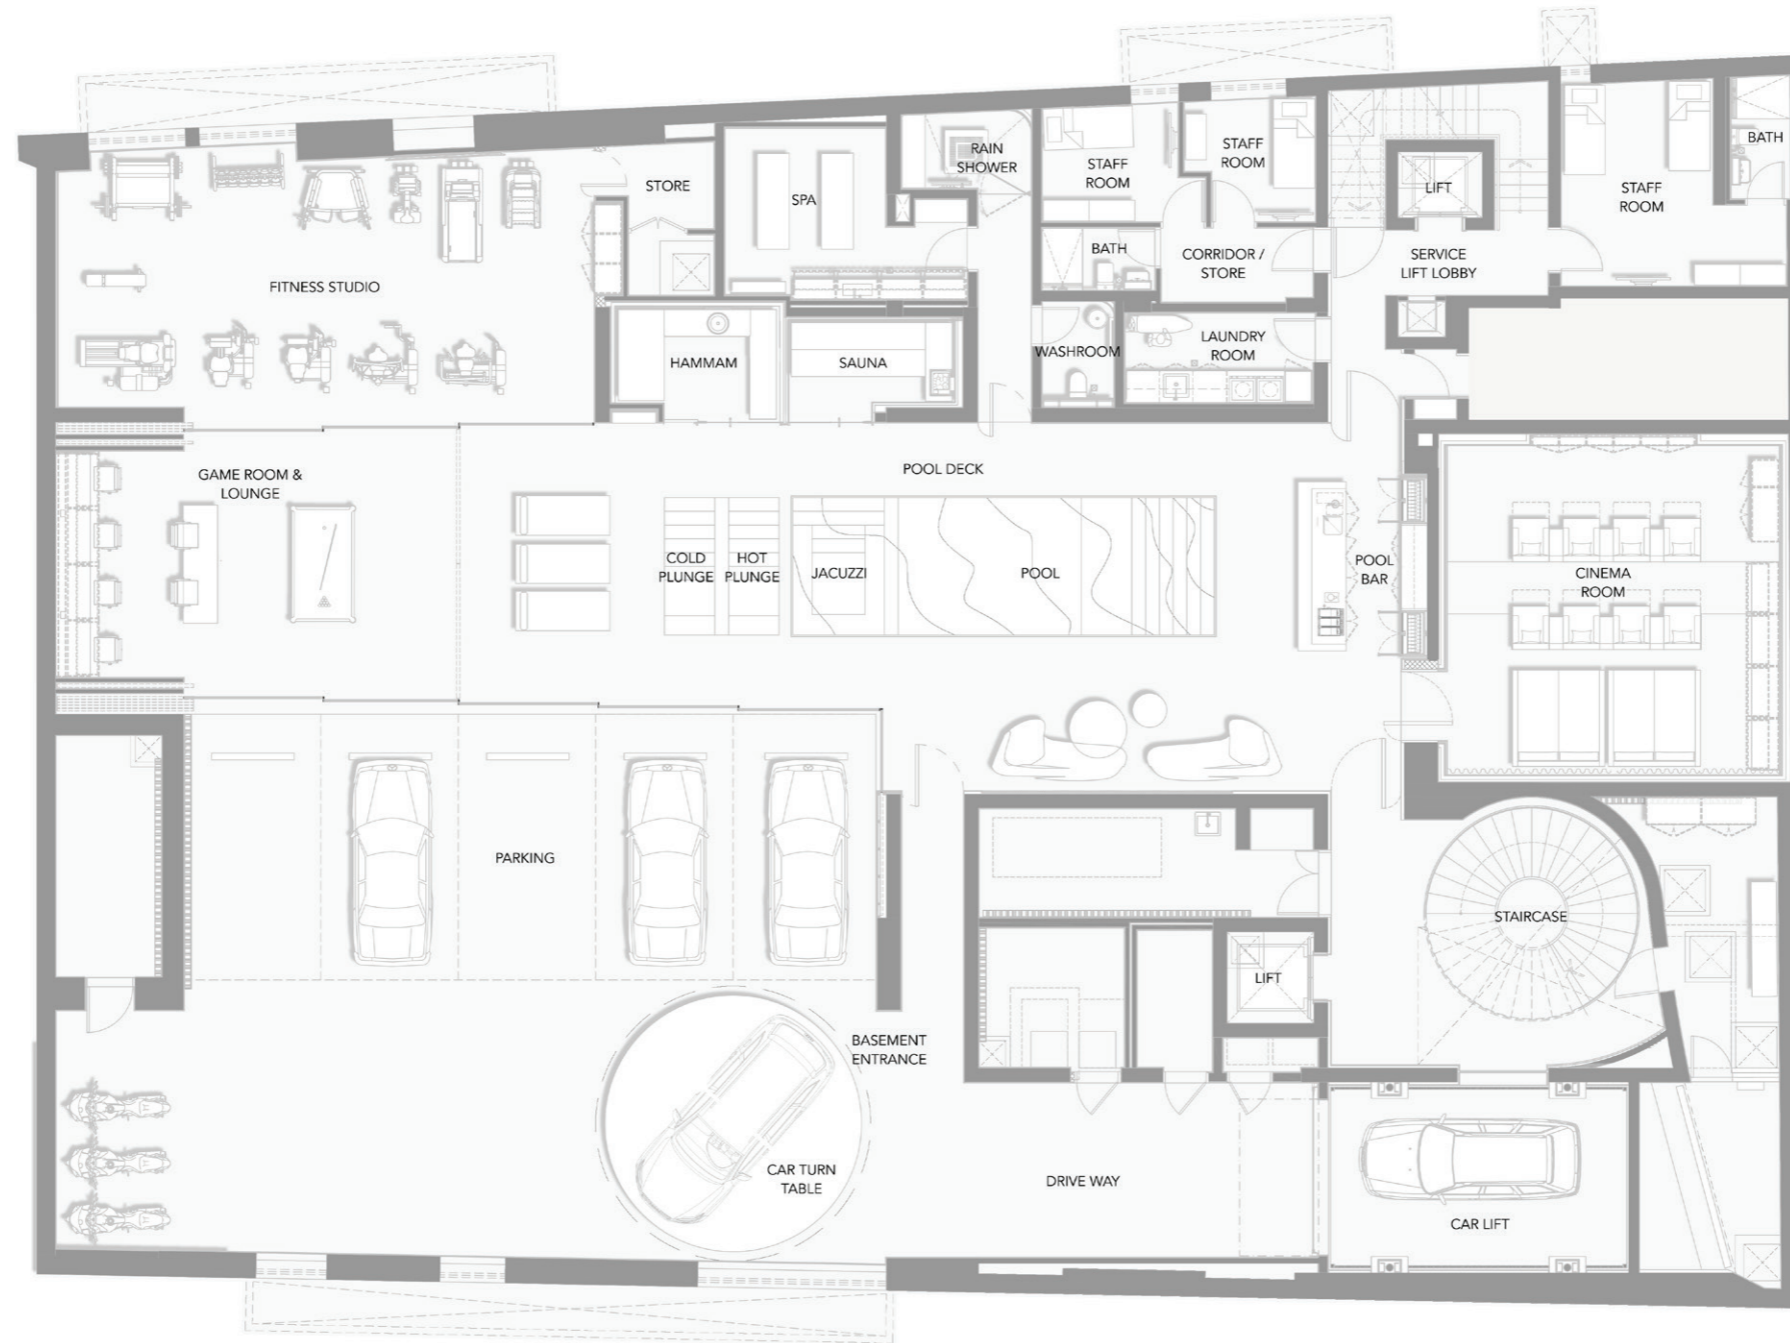 RAIN
SHOWER
BATH
STAFF
ROOM
STAFF
ROOM
STORE
LIFT
STAFF
ROOM
SPA
BATH
CORRIDOR /
STORE
SERVICE
LIFT LOBBY
FITNESS STUDIO
HAMMAM
SAUNA
WASHROOM
LAUNDRY
ROOM
GAME ROOM &
LOUNGE
POOL DECK
COLD
PLUNGE
HOT
PLUNGE
JACUZZI
POOL
POOL
BAR
CINEMA
ROOM
PARKING
STAIRCASE
LIFT
BASEMENT
ENTRANCE
CAR TURN
TABLE
DRIVE WAY
CAR LIFT